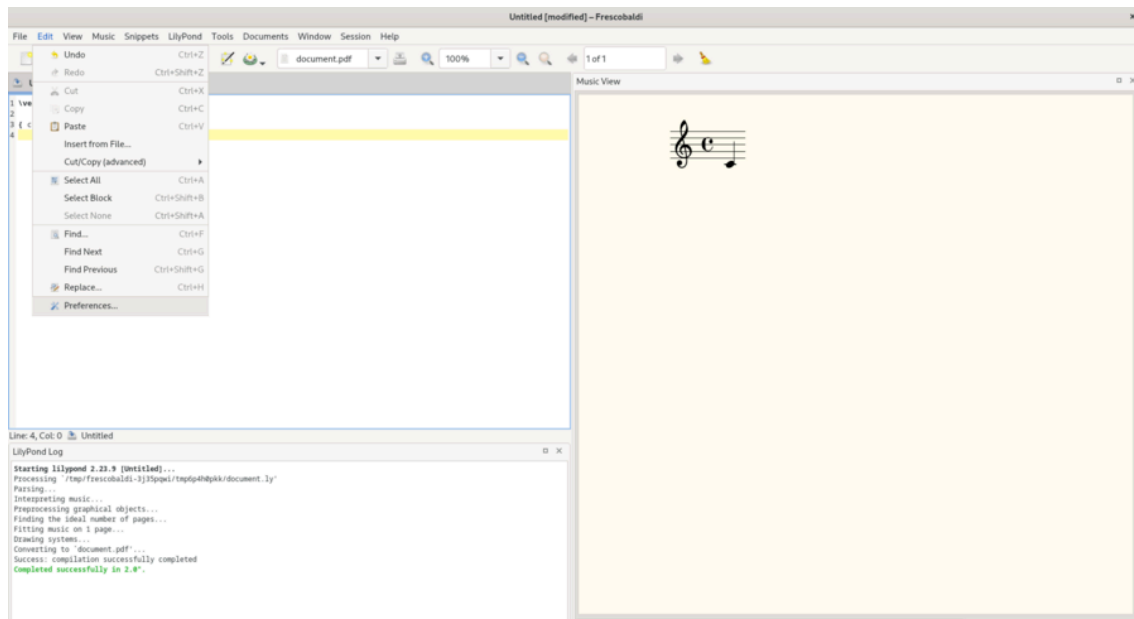 Untitled [modified] – Frescobaldi
File Edit View Music Snippets LilyPond Tools Documents Window Session Help
document.pdf 100% 1 of 1
Undo Ctrl+Z
Redo Ctrl+Shift+Z
Cut Ctrl+X
Copy Ctrl+C
Paste Ctrl+V
Insert from File...
Cut/Copy (advanced)
Select All Ctrl+A
Select Block Ctrl+Shift+B
Select None Ctrl+Shift+A
Find... Ctrl+F
Find Next Ctrl+G
Find Previous Ctrl+Shift+G
Replace... Ctrl+H
Preferences...
1 \ve
2
3 { c
4
Line: 4, Col: 0 Untitled
Music View
LilyPond Log
Starting lilypond 2.23.9 [Untitled]...
Processing `/tmp/frescobaldi-3j35pqwi/tmp6p4h0pkk/document.ly'
Parsing...
Interpreting music...
Preprocessing graphical objects...
Finding the ideal number of pages...
Fitting music on 1 page...
Drawing systems...
Converting to `document.pdf'...
Success: compilation successfully completed
Completed successfully in 2.0".